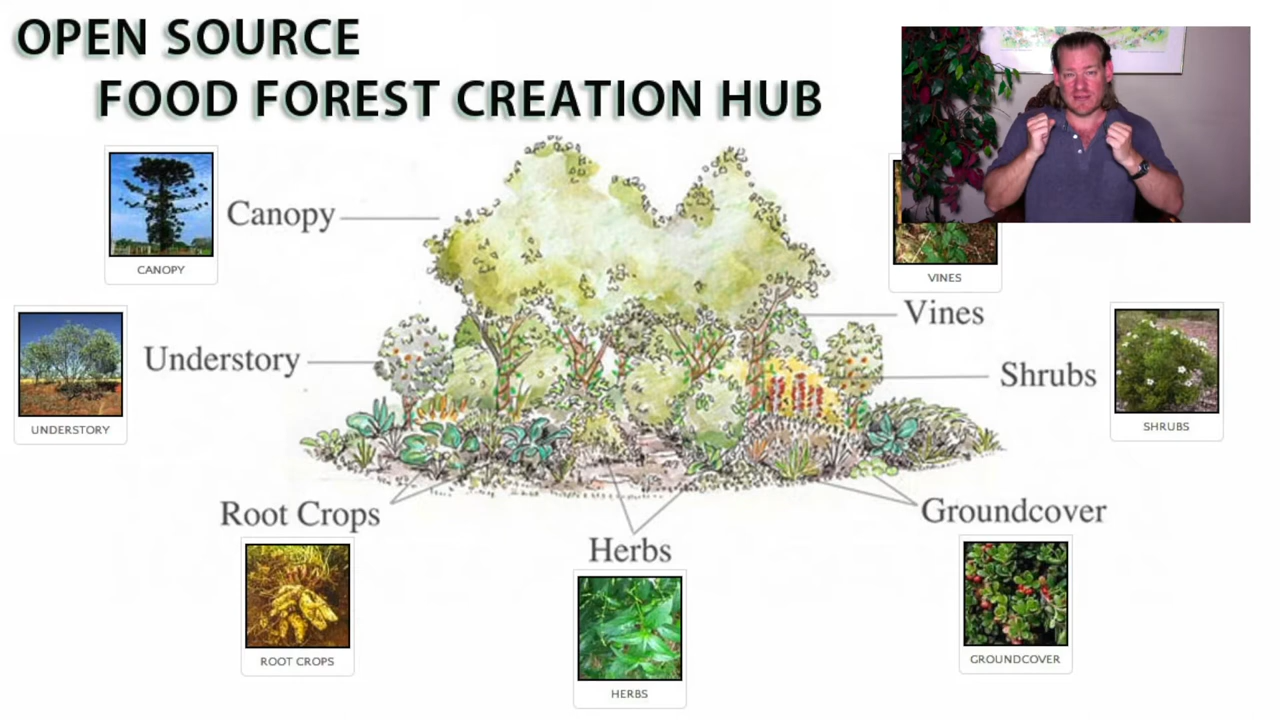 OPEN SOURCE
FOOD FOREST CREATION HUB
Canopy
CANOPY
VINES
Vines
Understory
UNDERSTORY
Shrubs
SHRUBS
Root Crops
ROOT CROPS
Herbs
HERBS
Groundcover
GROUNDCOVER